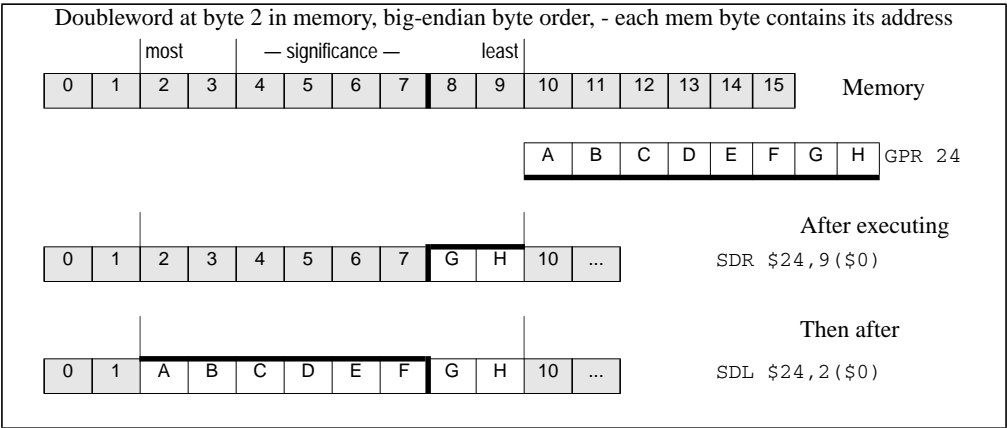 Doubleword at byte 2 in memory, big-endian byte order, - each mem byte contains its address
most — significance — least
0 1 2 3 4 5 6 7 8 9 10 11 12 13 14 15 Memory
A B C D E F G H GPR 24
After executing
0 1 2 3 4 5 6 7 G H 10 ... SDR $24,9($0)
Then after
0 1 A B C D E F G H 10 ... SDL $24,2($0)